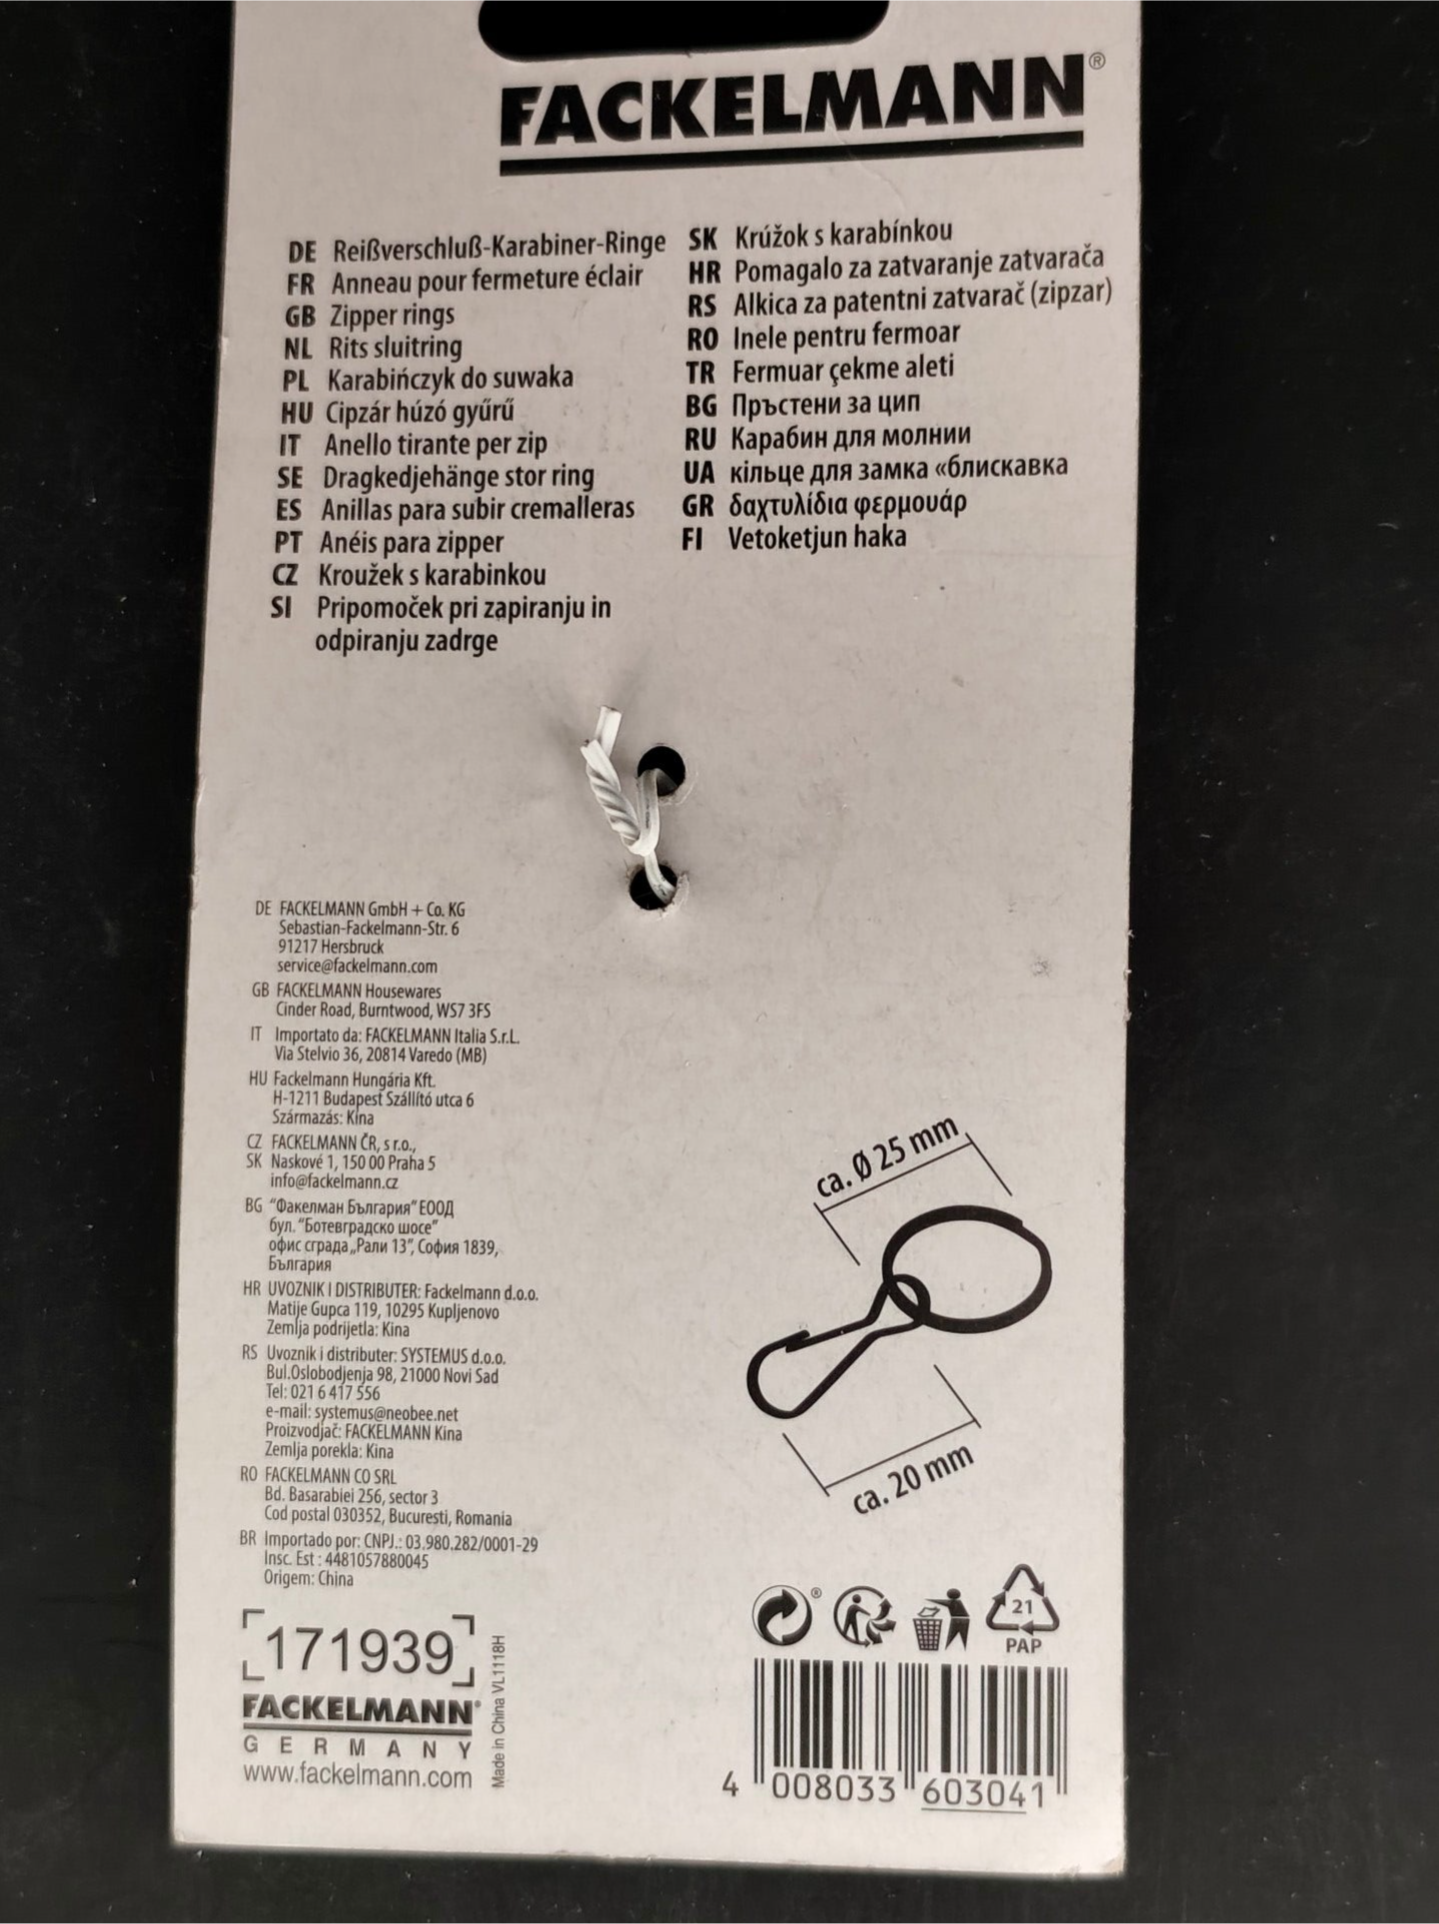 FACKELMANN®
DE Reißverschluß-Karabiner-Ringe
FR Anneau pour fermeture éclair
GB Zipper rings
NL Rits sluitring
PL Karabińczyk do suwaka
HU Cipzár húzó gyűrű
IT Anello tirante per zip
SE Dragkedjehänge stor ring
ES Anillas para subir cremalleras
PT Anéis para zipper
CZ Kroužek s karabinkou
SI Pripomoček pri zapiranju in
odpiranju zadrge
SK Krúžok s karabínkou
HR Pomagalo za zatvaranje zatvarača
RS Alkica za patentni zatvarač (zipzar)
RO Inele pentru fermoar
TR Fermuar çekme aleti
BG Пръстени за цип
RU Карабин для молнии
UA кільце для замка «блискавка
GR δαχτυλίδια φερμουάρ
FI Vetoketjun haka
DE FACKELMANN GmbH + Co. KG
Sebastian-Fackelmann-Str. 6
91217 Hersbruck
service@fackelmann.com
GB FACKELMANN Housewares
Cinder Road, Burntwood, WS7 3FS
IT Importato da: FACKELMANN Italia S.r.L.
Via Stelvio 36, 20814 Varedo (MB)
HU Fackelmann Hungária Kft.
H-1211 Budapest Szállító utca 6
Származás: Kína
CZ FACKELMANN ČR, s r.o.,
SK Naskové 1, 150 00 Praha 5
info@fackelmann.cz
BG "Факелман България" ЕООД
бул. "Ботевградско шосе"
офис сграда „Рали 13", София 1839,
България
HR UVOZNIK I DISTRIBUTER: Fackelmann d.o.o.
Matije Gupca 119, 10295 Kupljenovo
Zemlja podrijetla: Kina
RS Uvoznik i distributer: SYSTEMUS d.o.o.
Bul.Oslobodjenja 98, 21000 Novi Sad
Tel: 021 6 417 556
e-mail: systemus@neobee.net
Proizvodjač: FACKELMANN Kina
Zemlja porekla: Kina
RO FACKELMANN CO SRL
Bd. Basarabiei 256, sector 3
Cod postal 030352, Bucuresti, Romania
BR Importado por: CNPJ.: 03.980.282/0001-29
Insc. Est : 4481057880045
Origem: China
ca. Ø 25 mm
ca. 20 mm
171939
FACKELMANN®
GERMANY
www.fackelmann.com
Made in China VL1118H
®
21
PAP
4 008033 603041